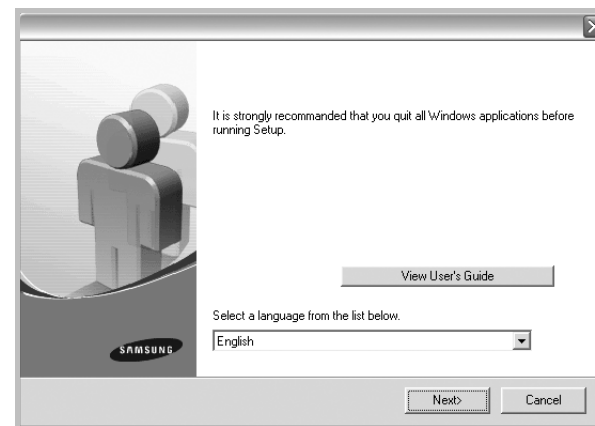 It is strongly recommanded that you quit all Windows applications before
running Setup.
View User's Guide
Select a language from the list below.
English
SAMSUNG
Next>
Cancel